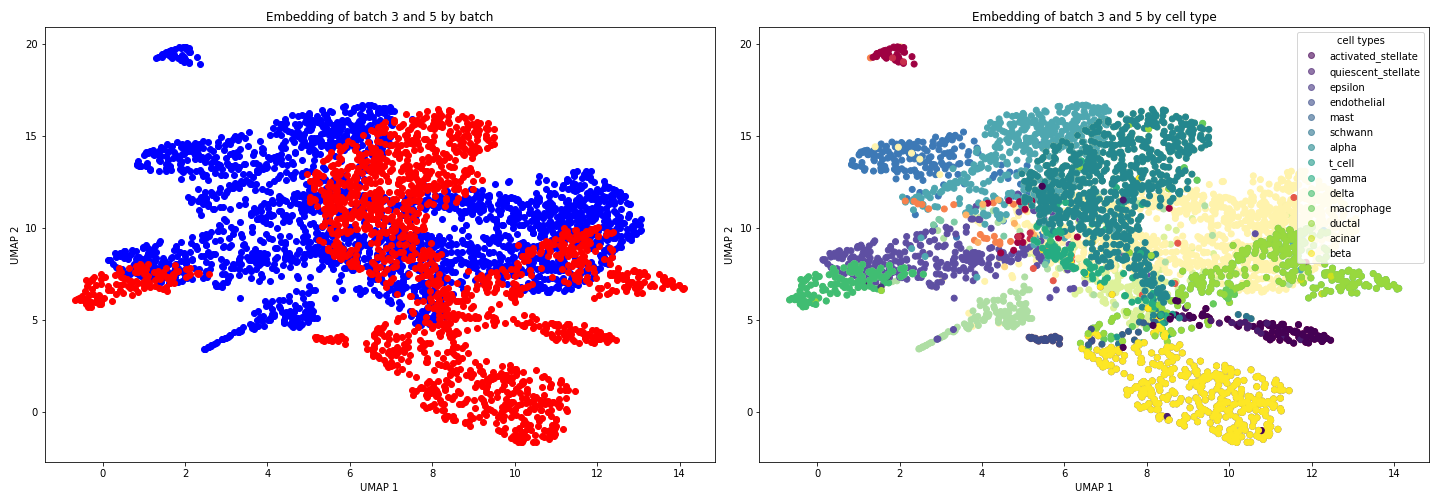 Embedding of batch 3 and 5 by batch
20
15
10
5
0
UMAP 2
0
2
4
6
8
10
12
14
UMAP 1
Embedding of batch 3 and 5 by cell type
20
15
10
5
0
UMAP 2
0
2
4
6
8
10
12
14
UMAP 1
cell types
activated_stellate
quiescent_stellate
epsilon
endothelial
mast
schwann
alpha
t_cell
gamma
delta
macrophage
ductal
acinar
beta